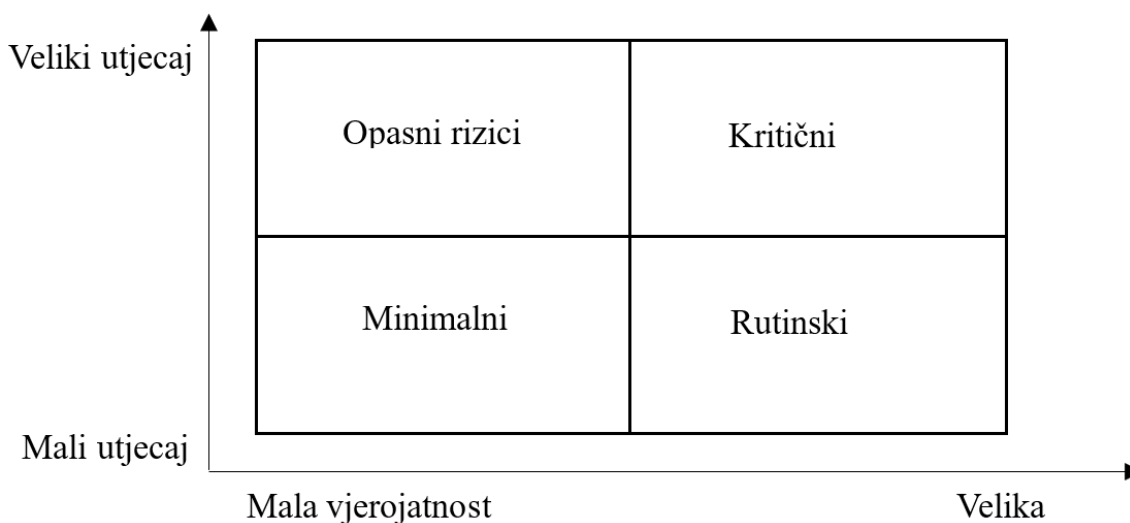 Veliki utjecaj
Opasni rizici
Kritični
Minimalni
Rutinski
Mali utjecaj
Mala vjerojatnost
Velika